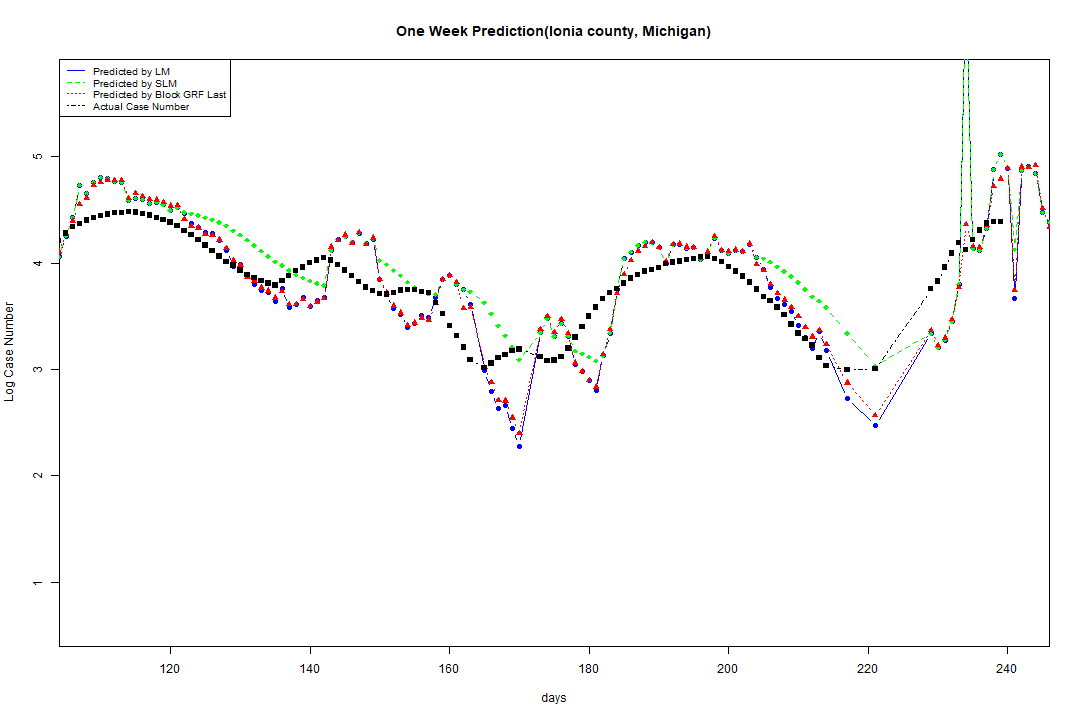 One Week Prediction(Ionia county, Michigan)
Predicted by LM
Predicted by SLM
Predicted by Block GRF Last
Actual Case Number
5
4
3
2
1
Log Case Number
120 140 160 180 200 220 240
days